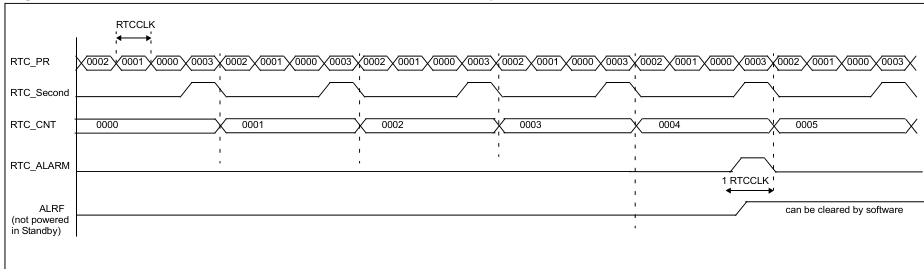 RTCCLK
RTC_PR 0002 0001 0000 0003 0002 0001 0000 0003 0002 0001 0000 0003 0002 0001 0000 0003 0002 0001 0000 0003 0002 0001 0000 0003
RTC_Second
RTC_CNT 0000 0001 0002 0003 0004 0005
RTC_ALARM
1 RTCCLK
ALRF can be cleared by software
(not powered
in Standby)